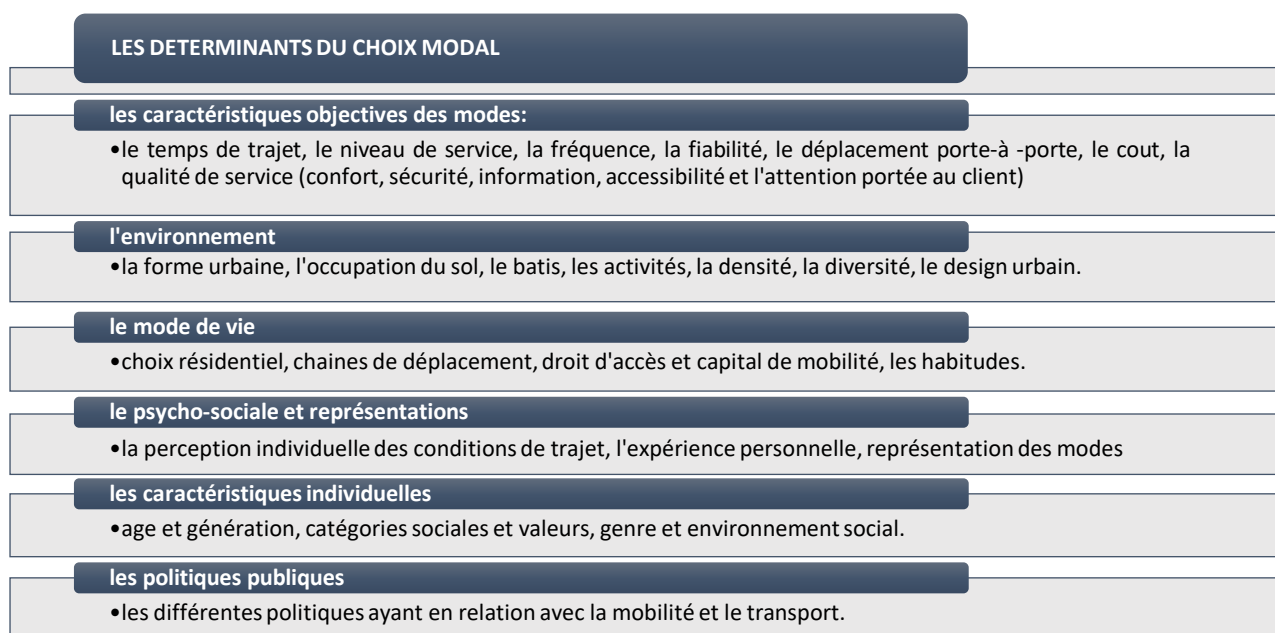 LES DETERMINANTS DU CHOIX MODAL
les caractéristiques objectives des modes:
•le temps de trajet, le niveau de service, la fréquence, la fiabilité, le déplacement porte-à -porte, le cout, la
qualité de service (confort, sécurité, information, accessibilité et l'attention portée au client)
l'environnement
•la forme urbaine, l'occupation du sol, le batis, les activités, la densité, la diversité, le design urbain.
le mode de vie
•choix résidentiel, chaines de déplacement, droit d'accès et capital de mobilité, les habitudes.
le psycho-sociale et représentations
•la perception individuelle des conditions de trajet, l'expérience personnelle, représentation des modes
les caractéristiques individuelles
•age et génération, catégories sociales et valeurs, genre et environnement social.
les politiques publiques
•les différentes politiques ayant en relation avec la mobilité et le transport.